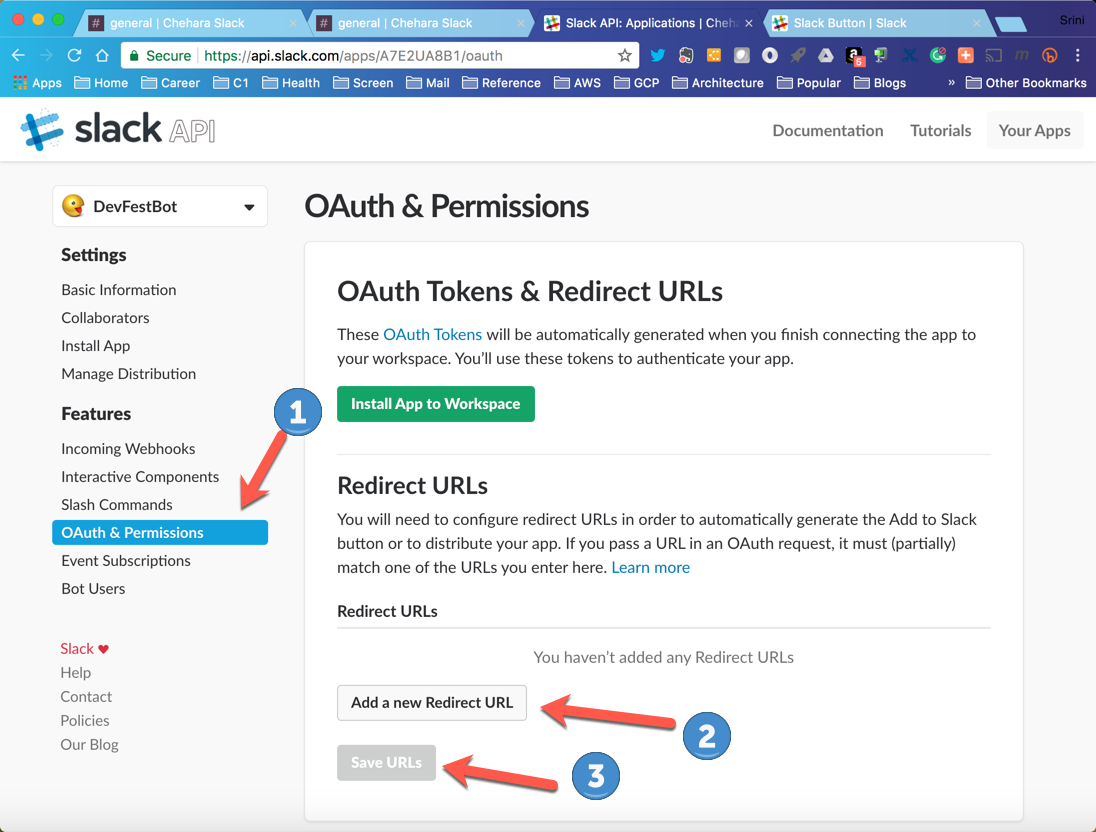 general | Chehara Slack
general | Chehara Slack
Slack API: Applications | Cheh
Slack Button | Slack
Srini
Secure
https://api.slack.com/apps/A7E2UA8B1/oauth
Apps Home Career C1 Health Screen Mail Reference AWS GCP Architecture Popular Blogs » Other Bookmarks
slack API
Documentation Tutorials Your Apps
DevFestBot
OAuth & Permissions
Settings
Basic Information
Collaborators
Install App
Manage Distribution
Features
Incoming Webhooks
Interactive Components
Slash Commands
OAuth & Permissions
Event Subscriptions
Bot Users
Slack ♥
Help
Contact
Policies
Our Blog
1
OAuth Tokens & Redirect URLs
These OAuth Tokens will be automatically generated when you finish connecting the app to
your workspace. You’ll use these tokens to authenticate your app.
Install App to Workspace
Redirect URLs
You will need to configure redirect URLs in order to automatically generate the Add to Slack
button or to distribute your app. If you pass a URL in an OAuth request, it must (partially)
match one of the URLs you enter here. Learn more
Redirect URLs
You haven’t added any Redirect URLs
Add a new Redirect URL
2
Save URLs
3